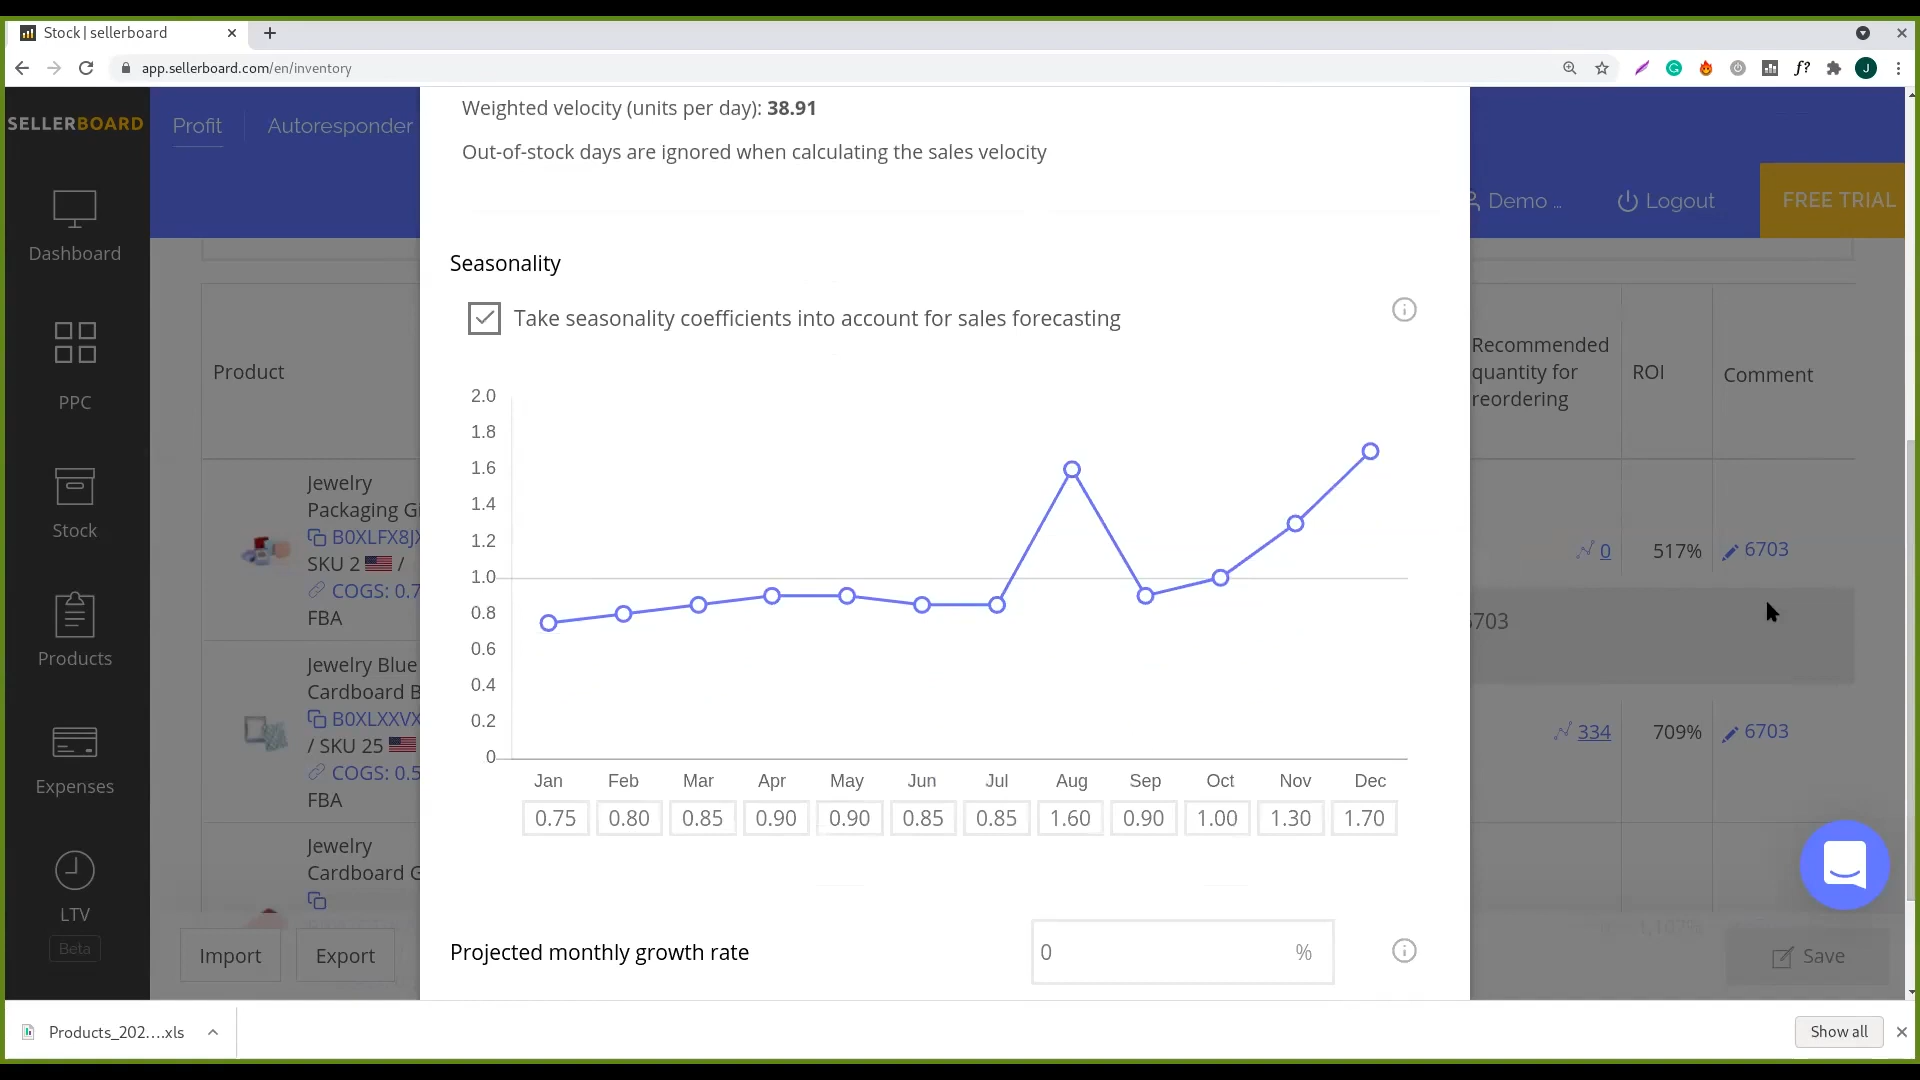 Stock | sellerboard
app.sellerboard.com/en/inventory
SELLERBOARD
Profit
Autoresponder
Demo ...
Logout
FREE TRIAL
Dashboard
PPC
Stock
Products
Expenses
LTV
Beta
Weighted velocity (units per day): 38.91
Out-of-stock days are ignored when calculating the sales velocity
Seasonality
Take seasonality coefficients into account for sales forecasting
2.0
1.8
1.6
1.4
1.2
1.0
0.8
0.6
0.4
0.2
0
Jan Feb Mar Apr May Jun Jul Aug Sep Oct Nov Dec
0.75 0.80 0.85 0.90 0.90 0.85 0.85 1.60 0.90 1.00 1.30 1.70
Projected monthly growth rate
0 %
Product
Recommended
quantity for
reordering
ROI
Comment
Jewelry
Packaging G
B0XLFX8JX
SKU 2 /
COGS: 0.7
FBA
0 517% 6703
6703
Jewelry Blue
Cardboard B
B0XLXXVX
/ SKU 25
COGS: 0.5
FBA
334 709% 6703
Jewelry
Cardboard G
Import
Export
Save
Products_202....xls
Show all